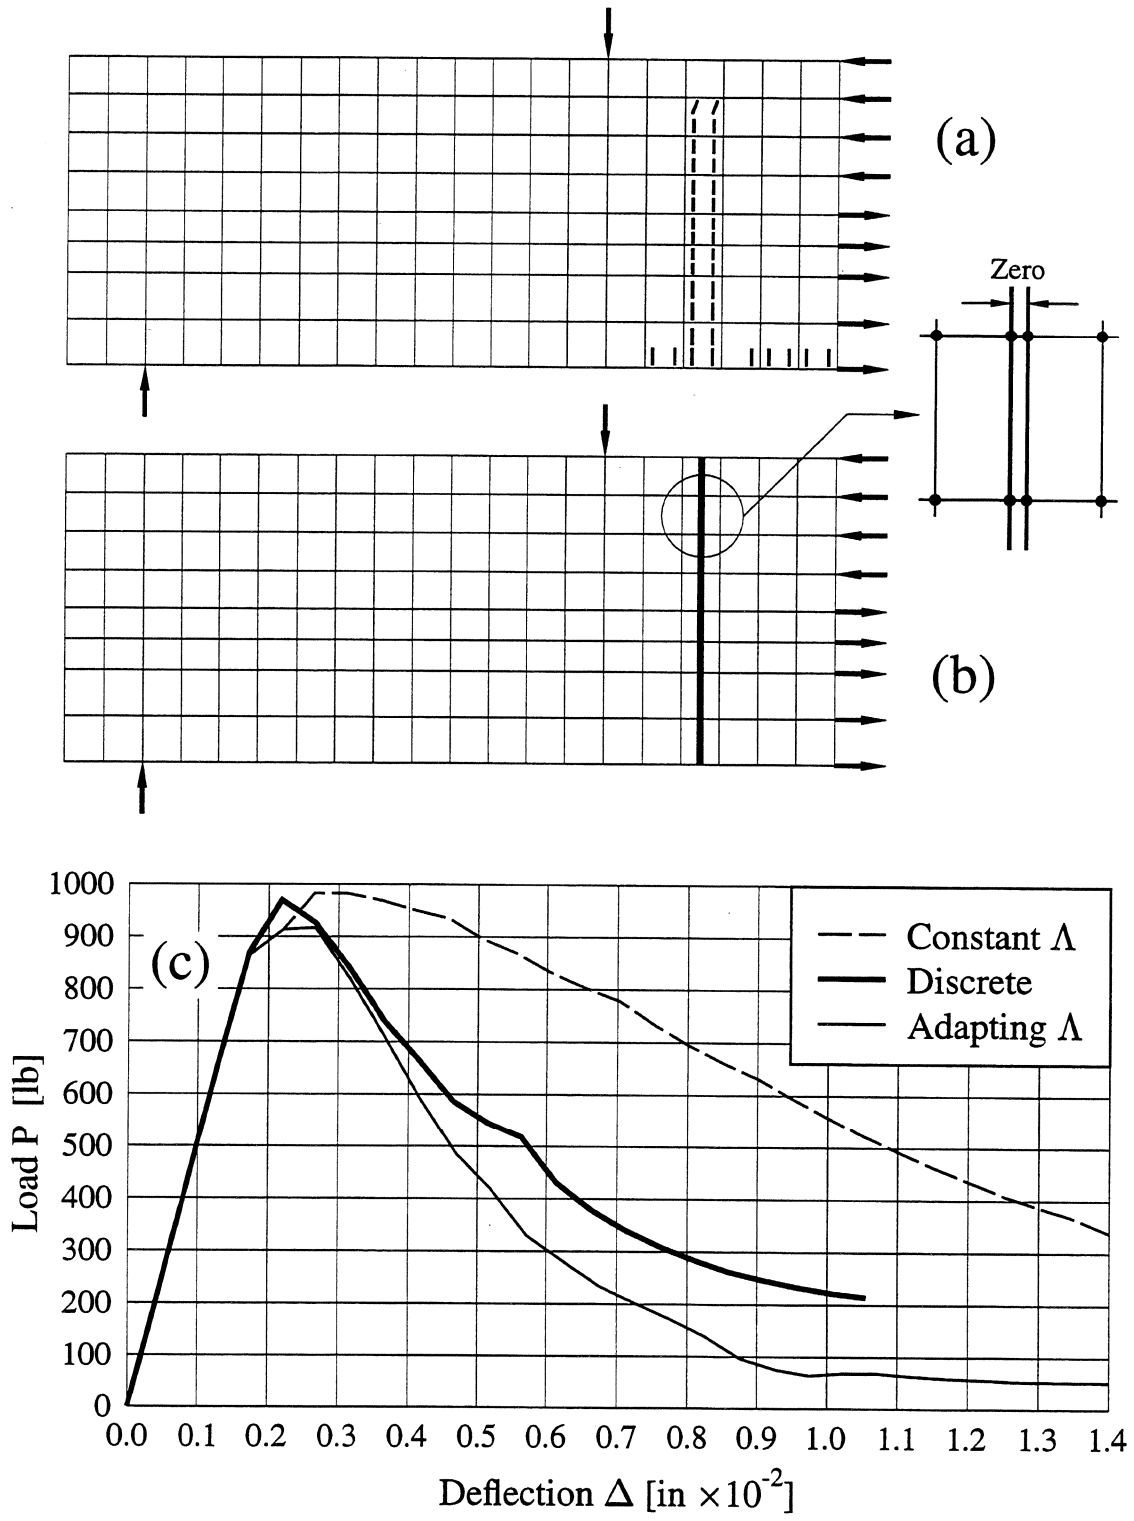 (a)
Zero
(b)
1000
900
800
700
600
500
400
300
200
100
0
Load P [lb]
(c)
Constant Λ
Discrete
Adapting Λ
0.0 0.1 0.2 0.3 0.4 0.5 0.6 0.7 0.8 0.9 1.0 1.1 1.2 1.3 1.4
Deflection Δ [in ×10⁻²]